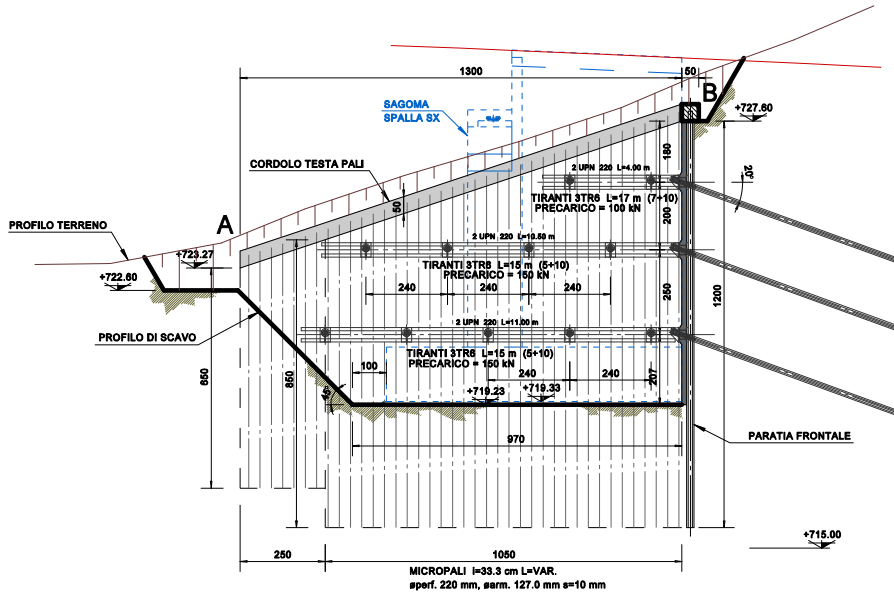 1300
50
B
+727.60
SAGOMA
SPALLA SX
CORDOLO TESTA PALI
180
20°
2 UPN 220 L=4.00 m
TIRANTI 3TR6 L=17 m (7+10)
PRECARICO = 100 kN
200
A
50
PROFILO TERRENO
2 UPN 220 L=10.50 m
+723.27
TIRANTI 3TR6 L=15 m (5+10)
PRECARICO = 150 kN
+722.60
240
240
240
250
1200
PROFILO DI SCAVO
2 UPN 220 L=11.00 m
TIRANTI 3TR6 L=15 m (5+10)
PRECARICO = 150 kN
650
850
100
240
240
207
45°
+719.23
+719.33
970
PARATIA FRONTALE
+715.00
250
1050
MICROPALI i=33.3 cm L=VAR.
øperf. 220 mm, øarm. 127.0 mm s=10 mm